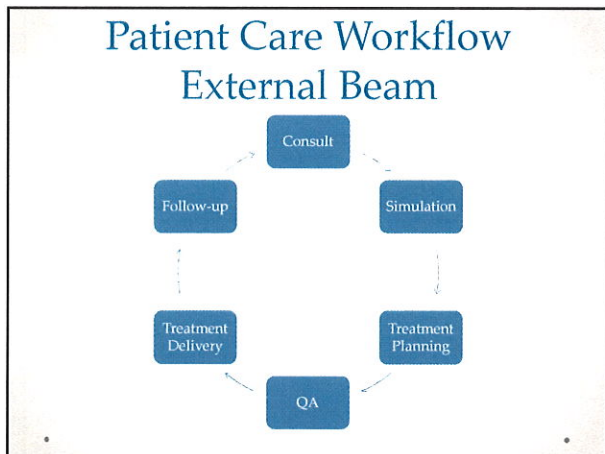 Patient Care Workflow
External Beam
Consult
Simulation
Treatment
Planning
QA
Treatment
Delivery
Follow-up